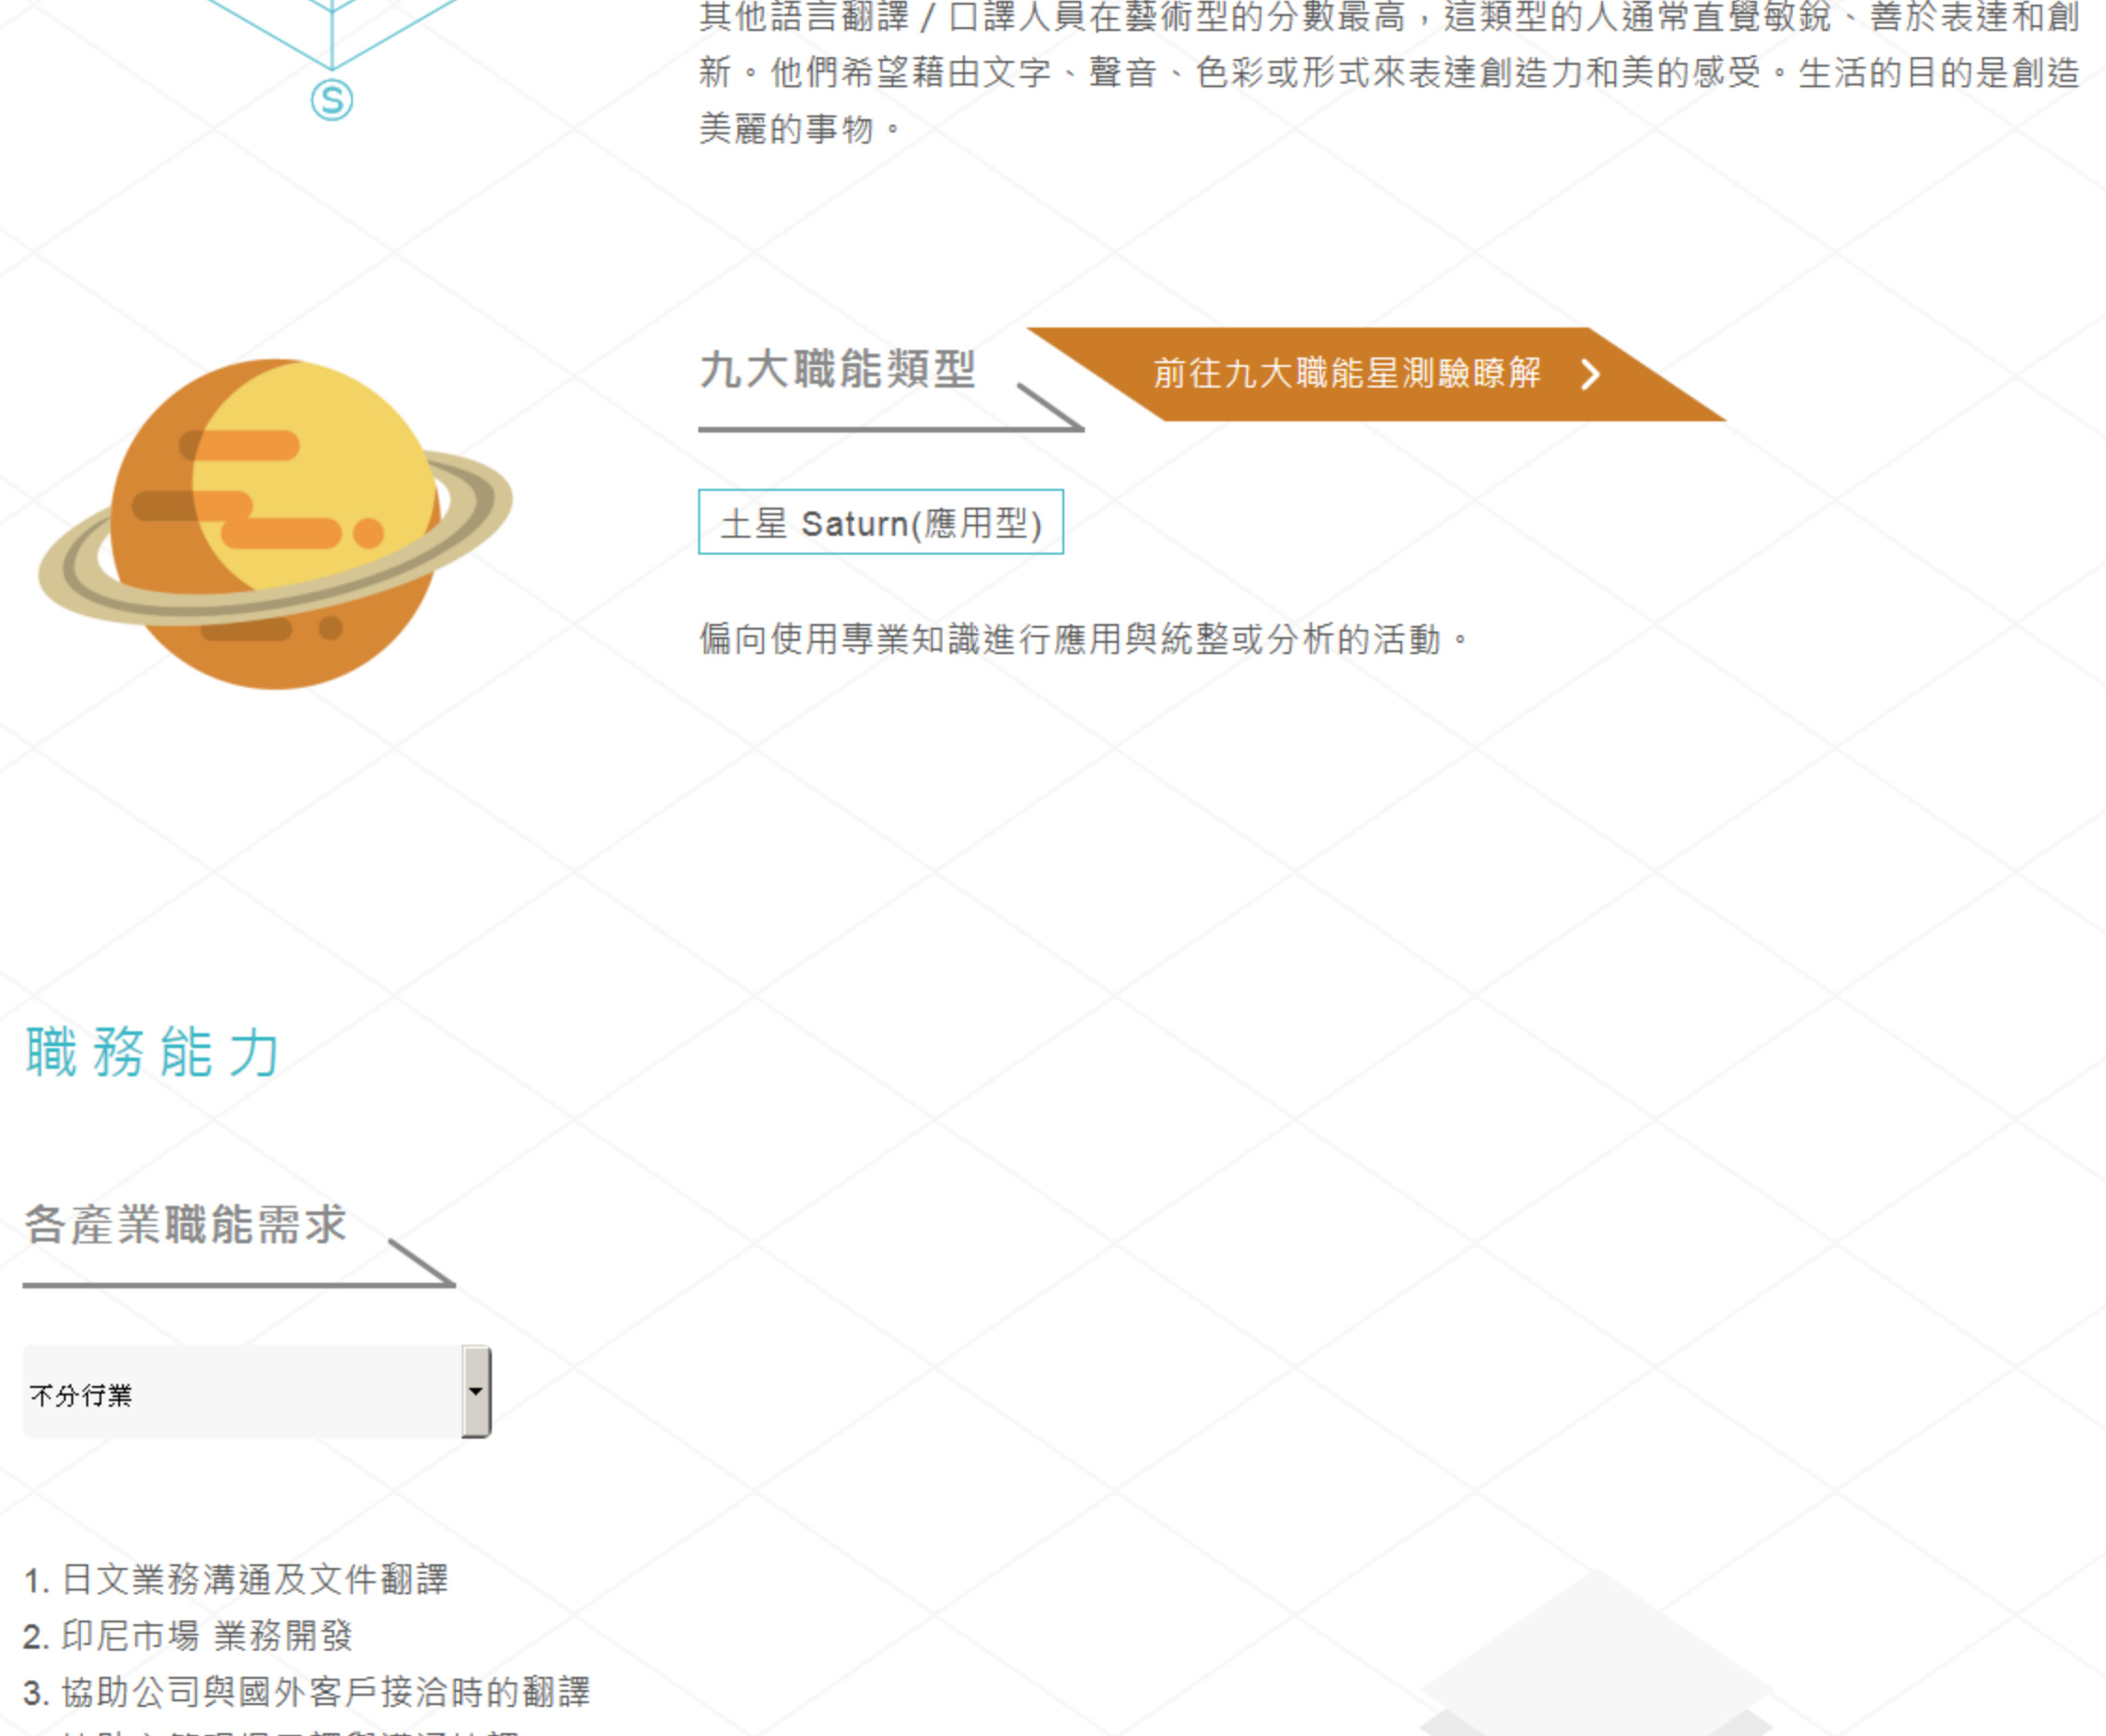 其他語言翻譯 / 口譯人員在藝術型的分數最高，這類型的人通常直覺敏銳、善於表達和創
新。他們希望藉由文字、聲音、色彩或形式來表達創造力和美的感受。生活的目的是創造
美麗的事物。
S
九大職能類型
前往九大職能星測驗瞭解
土星 Saturn(應用型)
偏向使用專業知識進行應用與統整或分析的活動。
職務能力
各產業職能需求
不分行業
1. 日文業務溝通及文件翻譯
2. 印尼市場 業務開發
3. 協助公司與國外客戶接洽時的翻譯